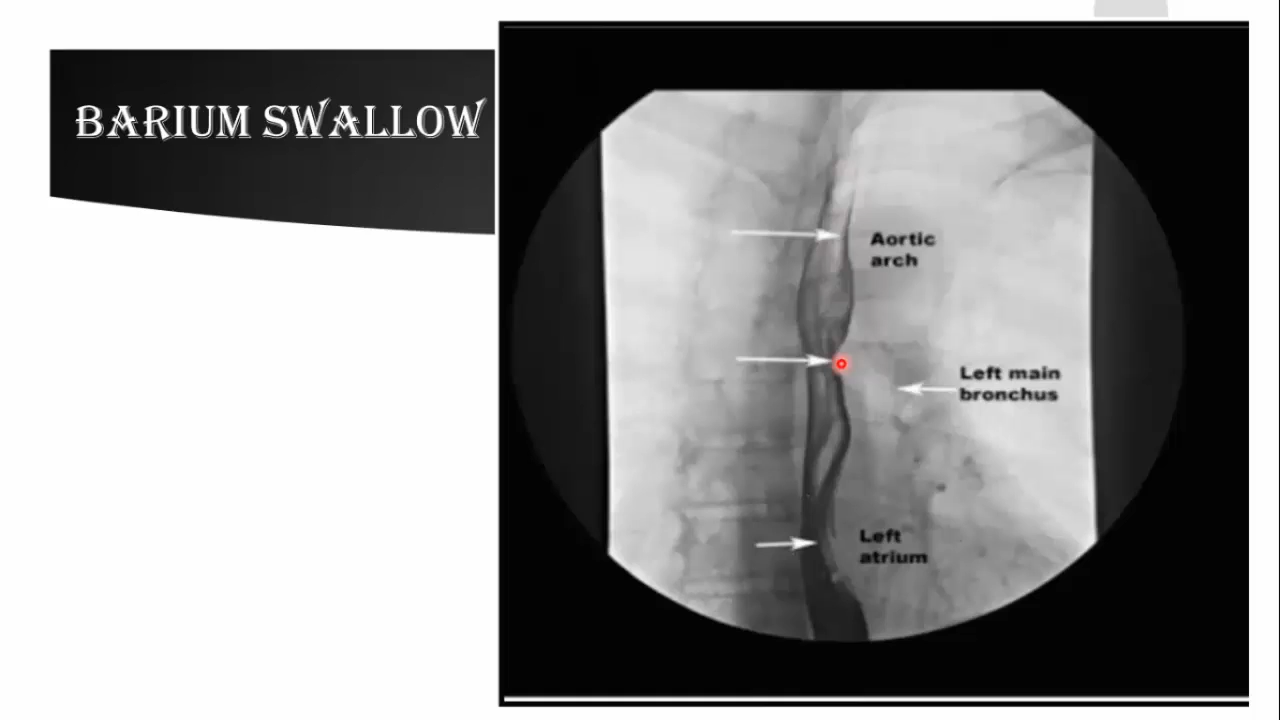 BARIUM SWALLOW
Aortic
arch
Left main
bronchus
Left
atrium